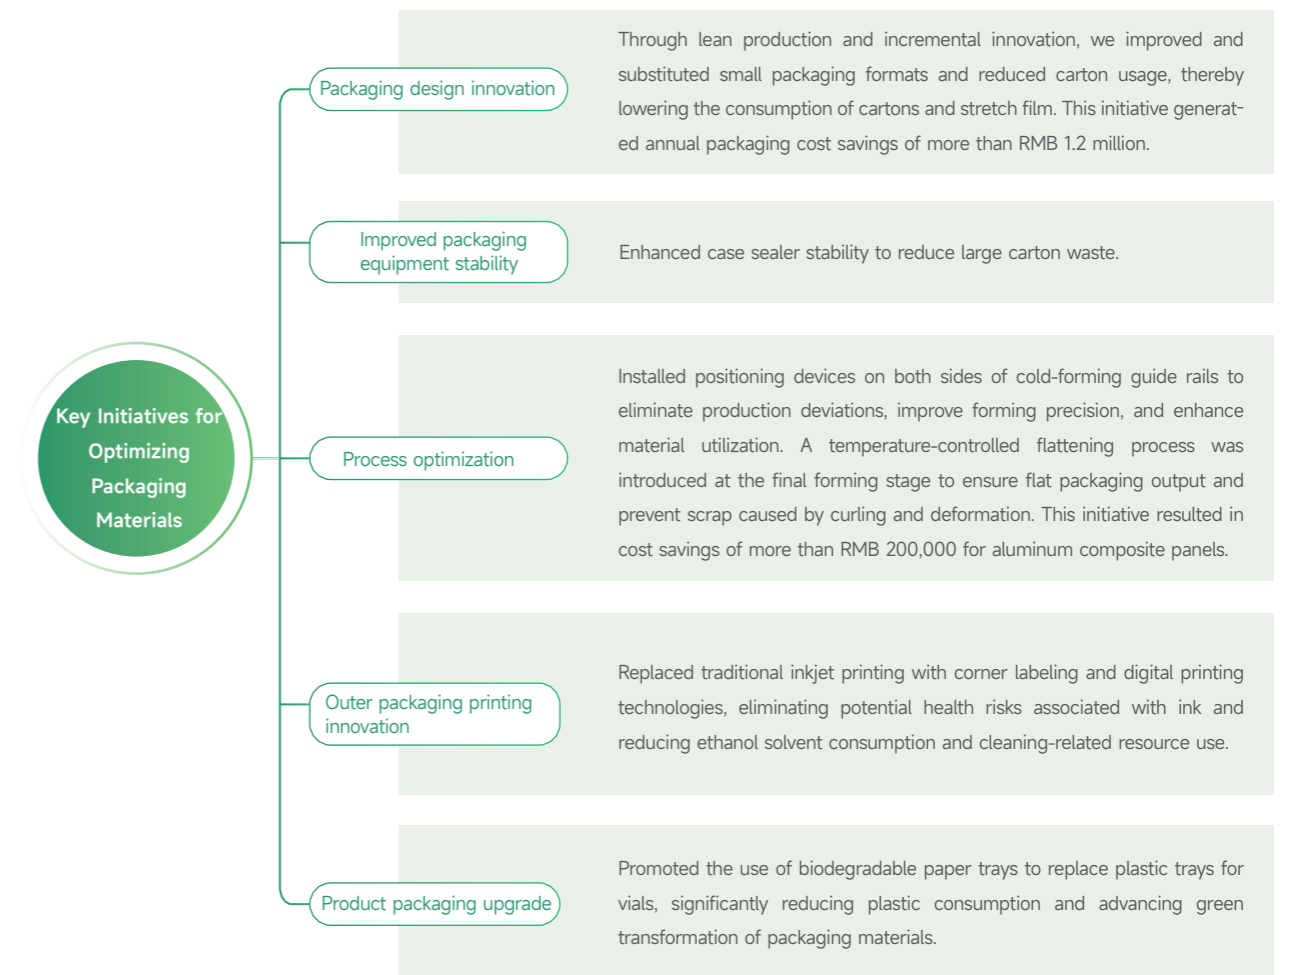 Key Initiatives for
Optimizing
Packaging
Materials
Packaging design innovation
Through lean production and incremental innovation, we improved and
substituted small packaging formats and reduced carton usage, thereby
lowering the consumption of cartons and stretch film. This initiative generat-
ed annual packaging cost savings of more than RMB 1.2 million.
Improved packaging
equipment stability
Enhanced case sealer stability to reduce large carton waste.
Process optimization
Installed positioning devices on both sides of cold-forming guide rails to
eliminate production deviations, improve forming precision, and enhance
material utilization. A temperature-controlled flattening process was
introduced at the final forming stage to ensure flat packaging output and
prevent scrap caused by curling and deformation. This initiative resulted in
cost savings of more than RMB 200,000 for aluminum composite panels.
Outer packaging printing
innovation
Replaced traditional inkjet printing with corner labeling and digital printing
technologies, eliminating potential health risks associated with ink and
reducing ethanol solvent consumption and cleaning-related resource use.
Product packaging upgrade
Promoted the use of biodegradable paper trays to replace plastic trays for
vials, significantly reducing plastic consumption and advancing green
transformation of packaging materials.